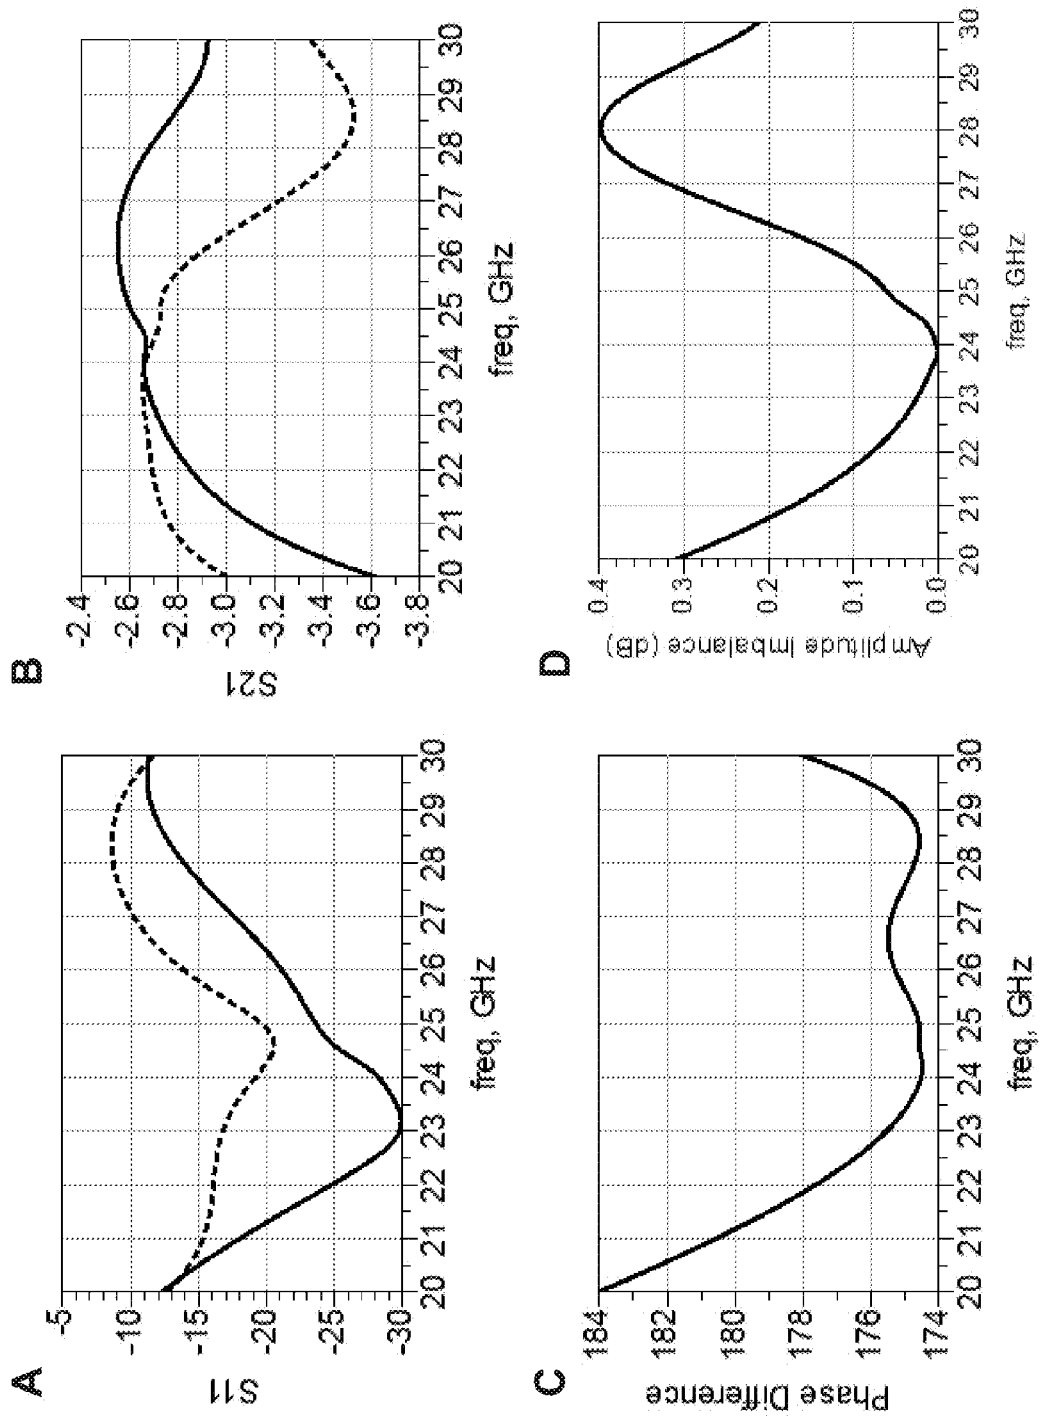 A
S11
-5
-10
-15
-20
-25
-30
20 21 22 23 24 25 26 27 28 29 30
freq, GHz
B
S21
-2.4
-2.6
-2.8
-3.0
-3.2
-3.4
-3.6
-3.8
20 21 22 23 24 25 26 27 28 29 30
freq, GHz
C
Phase Difference
184
182
180
178
176
174
20 21 22 23 24 25 26 27 28 29 30
freq, GHz
D
Amplitude Imbalance (dB)
0.4
0.3
0.2
0.1
0.0
20 21 22 23 24 25 26 27 28 29 30
freq, GHz